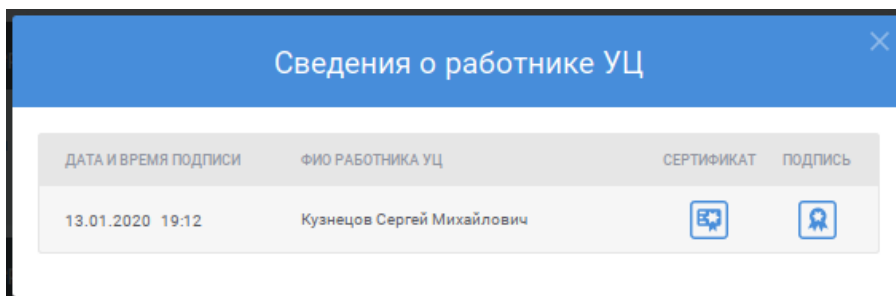 Сведения о работнике УЦ
ДАТА И ВРЕМЯ ПОДПИСИ ФИО РАБОТНИКА УЦ СЕРТИФИКАТ ПОДПИСЬ
13.01.2020 19:12 Кузнецов Сергей Михайлович